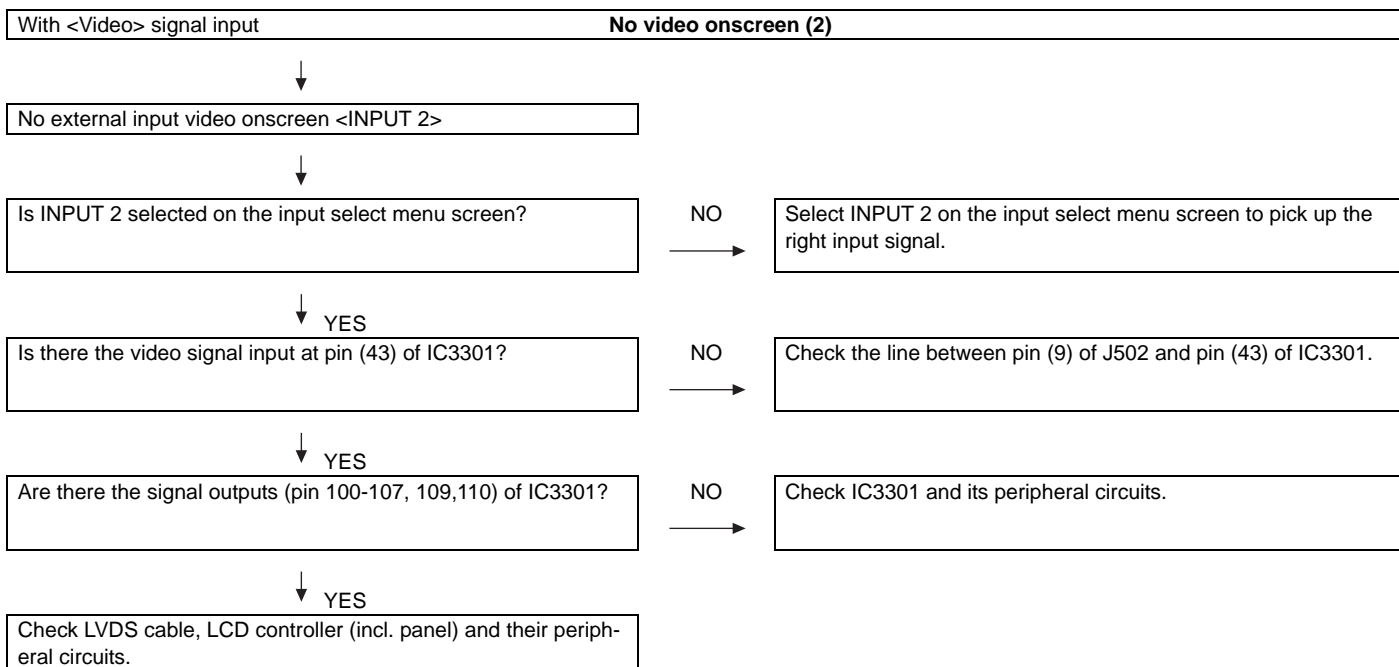 With <Video> signal input No video onscreen (2)
No external input video onscreen <INPUT 2>
Is INPUT 2 selected on the input select menu screen?
NO
Select INPUT 2 on the input select menu screen to pick up the
right input signal.
YES
Is there the video signal input at pin (43) of IC3301?
NO
Check the line between pin (9) of J502 and pin (43) of IC3301.
YES
Are there the signal outputs (pin 100-107, 109,110) of IC3301?
NO
Check IC3301 and its peripheral circuits.
YES
Check LVDS cable, LCD controller (incl. panel) and their periph-
eral circuits.